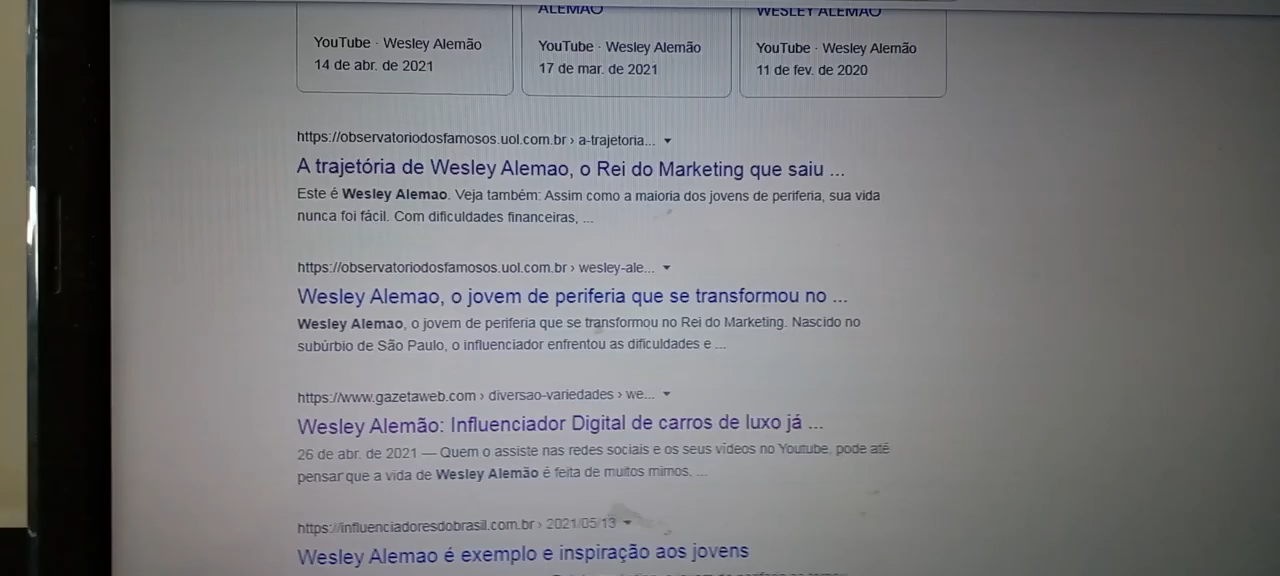 ALEMÃO
WESLEY ALEMÃO
YouTube · Wesley Alemão
14 de abr. de 2021
YouTube · Wesley Alemão
17 de mar. de 2021
YouTube · Wesley Alemão
11 de fev. de 2020
https://observatoriodosfamosos.uol.com.br › a-trajetoria...
A trajetória de Wesley Alemao, o Rei do Marketing que saiu ...
Este é Wesley Alemao. Veja também: Assim como a maioria dos jovens de periferia, sua vida
nunca foi fácil. Com dificuldades financeiras, ...
https://observatoriodosfamosos.uol.com.br › wesley-ale...
Wesley Alemao, o jovem de periferia que se transformou no ...
Wesley Alemao, o jovem de periferia que se transformou no Rei do Marketing. Nascido no
subúrbio de São Paulo, o influenciador enfrentou as dificuldades e ...
https://www.gazetaweb.com › diversao-variedades › we...
Wesley Alemão: Influenciador Digital de carros de luxo já ...
26 de abr. de 2021 — Quem o assiste nas redes sociais e os seus vídeos no Youtube, pode até
pensar que a vida de Wesley Alemão é feita de muitos mimos, ...
https://influenciadoresdobrasil.com.br › 2021/05/13
Wesley Alemao é exemplo e inspiração aos jovens